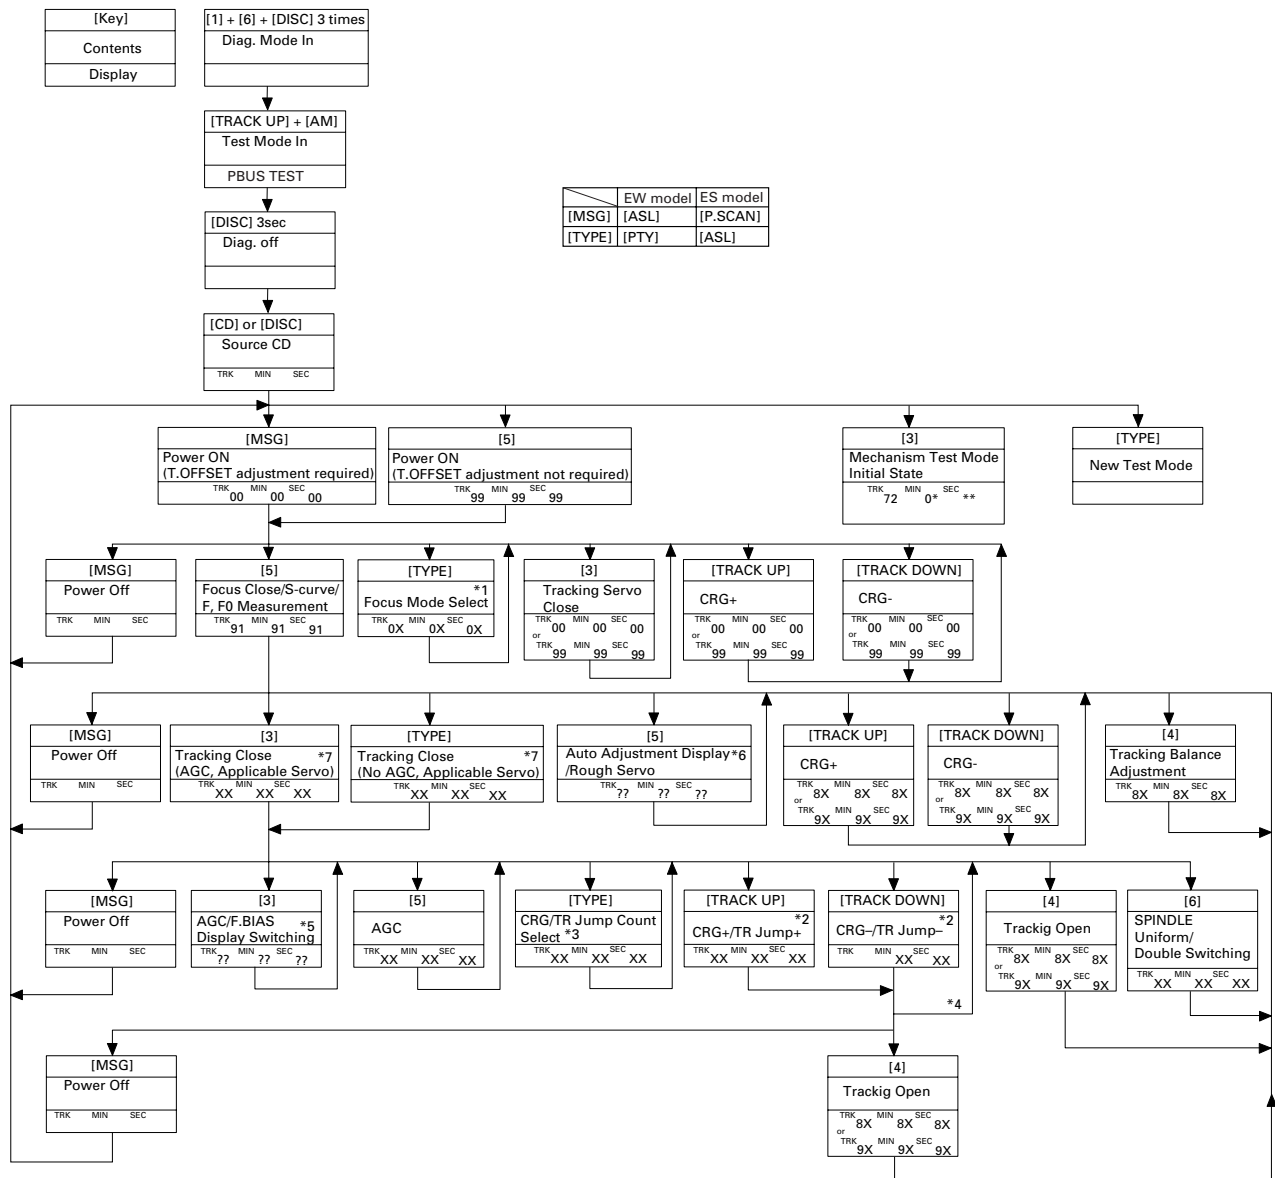 [Key]
Contents
Display
[1] + [6] + [DISC] 3 times
Diag. Mode In
[TRACK UP] + [AM]
Test Mode In
PBUS TEST
[DISC] 3sec
Diag. off
[CD] or [DISC]
Source CD
TRK MIN SEC
EW model ES model
[MSG] [ASL] [P.SCAN]
[TYPE] [PTY] [ASL]
[MSG]
Power ON
(T.OFFSET adjustment required)
TRK 00 MIN 00 SEC 00
[5]
Power ON
(T.OFFSET adjustment not required)
TRK 99 MIN 99 SEC 99
[3]
Mechanism Test Mode
Initial State
TRK 72 MIN 0* SEC **
[TYPE]
New Test Mode
[MSG]
Power Off
TRK MIN SEC
[5]
Focus Close/S-curve/
F, F0 Measurement
TRK 91 MIN 91 SEC 91
[TYPE]
*1
Focus Mode Select
TRK 0X MIN 0X SEC 0X
[3]
Tracking Servo
Close
TRK 00 MIN 00 SEC 00
or
TRK 99 MIN 99 SEC 99
[TRACK UP]
CRG+
TRK 00 MIN 00 SEC 00
or
TRK 99 MIN 99 SEC 99
[TRACK DOWN]
CRG-
TRK 00 MIN 00 SEC 00
or
TRK 99 MIN 99 SEC 99
[MSG]
Power Off
TRK MIN SEC
[3]
Tracking Close *7
(AGC, Applicable Servo)
TRK XX MIN XX SEC XX
[TYPE]
Tracking Close *7
(No AGC, Applicable Servo)
TRK XX MIN XX SEC XX
[5]
Auto Adjustment Display*6
/Rough Servo
TRK ?? MIN ?? SEC ??
[TRACK UP]
CRG+
TRK 8X MIN 8X SEC 8X
or
TRK 9X MIN 9X SEC 9X
[TRACK DOWN]
CRG-
TRK 8X MIN 8X SEC 8X
or
TRK 9X MIN 9X SEC 9X
[4]
Tracking Balance
Adjustment
TRK 8X MIN 8X SEC 8X
[MSG]
Power Off
TRK MIN SEC
[3]
AGC/F.BIAS *5
Display Switching
TRK ?? MIN ?? SEC ??
[5]
AGC
TRK XX MIN XX SEC XX
[TYPE]
CRG/TR Jump Count
Select *3
TRK XX MIN XX SEC XX
[TRACK UP]
*2
CRG+/TR Jump+
TRK XX MIN XX SEC XX
[TRACK DOWN]
*2
CRG–/TR Jump–
TRK MIN XX SEC XX
[4]
Trackig Open
TRK 8X MIN 8X SEC 8X
or
TRK 9X MIN 9X SEC 9X
[6]
SPINDLE
Uniform/
Double Switching
TRK XX MIN XX SEC XX
*4
[MSG]
Power Off
TRK MIN SEC
[4]
Trackig Open
TRK 8X MIN 8X SEC 8X
or
TRK 9X MIN 9X SEC 9X